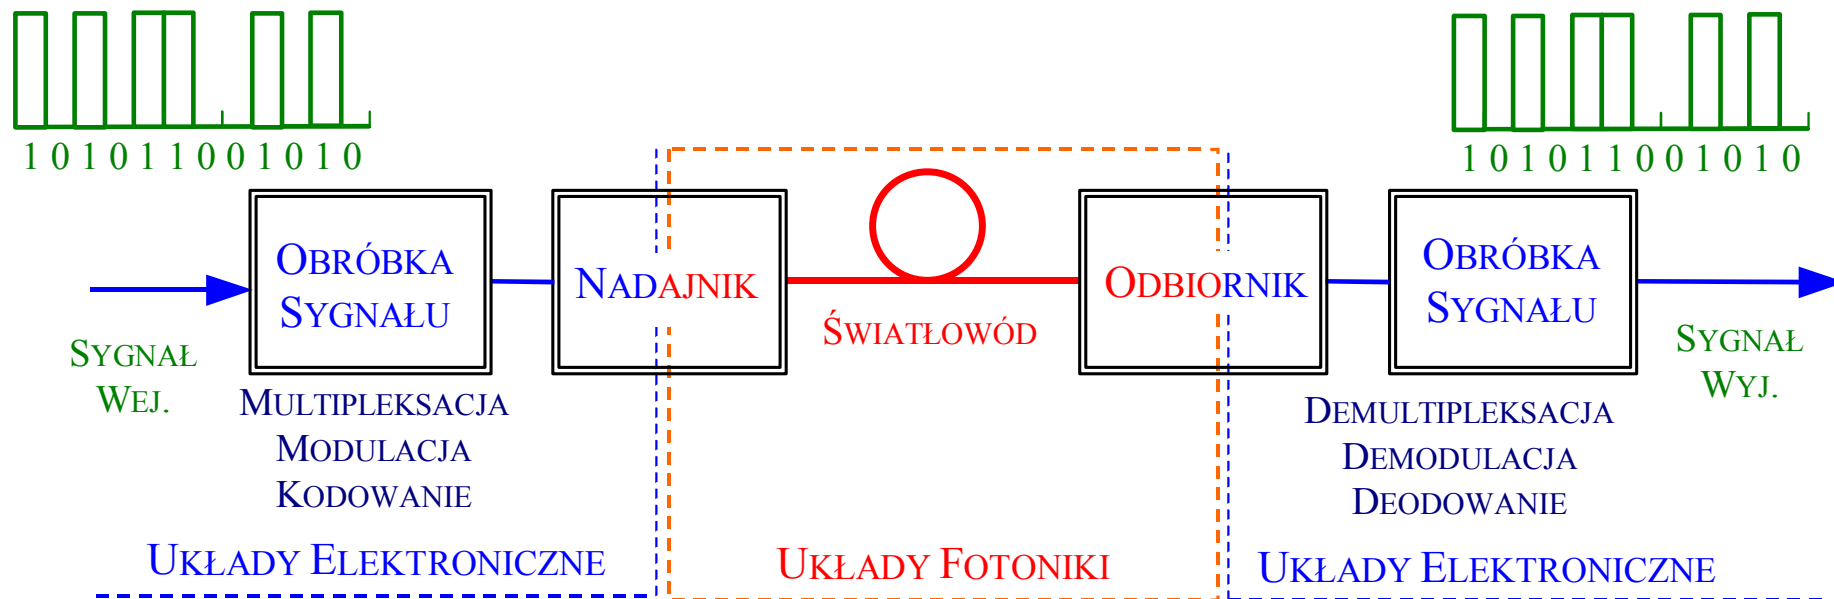 1 0 1 0 1 1 0 0 1 0 1 0
1 0 1 0 1 1 0 0 1 0 1 0
SYGNAŁ
WEJ.
OBRÓBKA
SYGNAŁU
MULTIPLEKSACJA
MODULACJA
KODOWANIE
NADAJNIK
ŚWIATŁOWÓD
ODBIORNIK
OBRÓBKA
SYGNAŁU
DEMULTIPLEKSACJA
DEMODULACJA
DEODOWANIE
SYGNAŁ
WYJ.
UKŁADY ELEKTRONICZNE
UKŁADY FOTONIKI
UKŁADY ELEKTRONICZNE